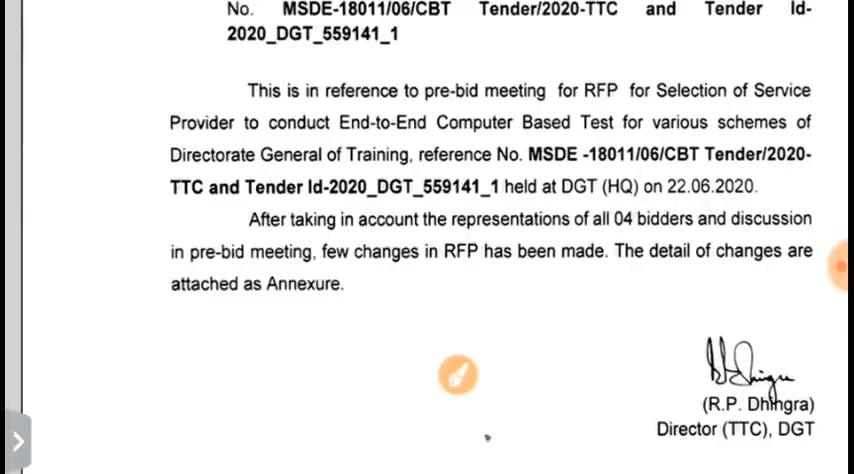 No. MSDE-18011/06/CBT Tender/2020-TTC and Tender Id-
2020_DGT_559141_1
This is in reference to pre-bid meeting for RFP for Selection of Service
Provider to conduct End-to-End Computer Based Test for various schemes of
Directorate General of Training, reference No. MSDE -18011/06/CBT Tender/2020-
TTC and Tender Id-2020_DGT_559141_1 held at DGT (HQ) on 22.06.2020.
After taking in account the representations of all 04 bidders and discussion
in pre-bid meeting, few changes in RFP has been made. The detail of changes are
attached as Annexure.
(R.P. Dhingra)
Director (TTC), DGT